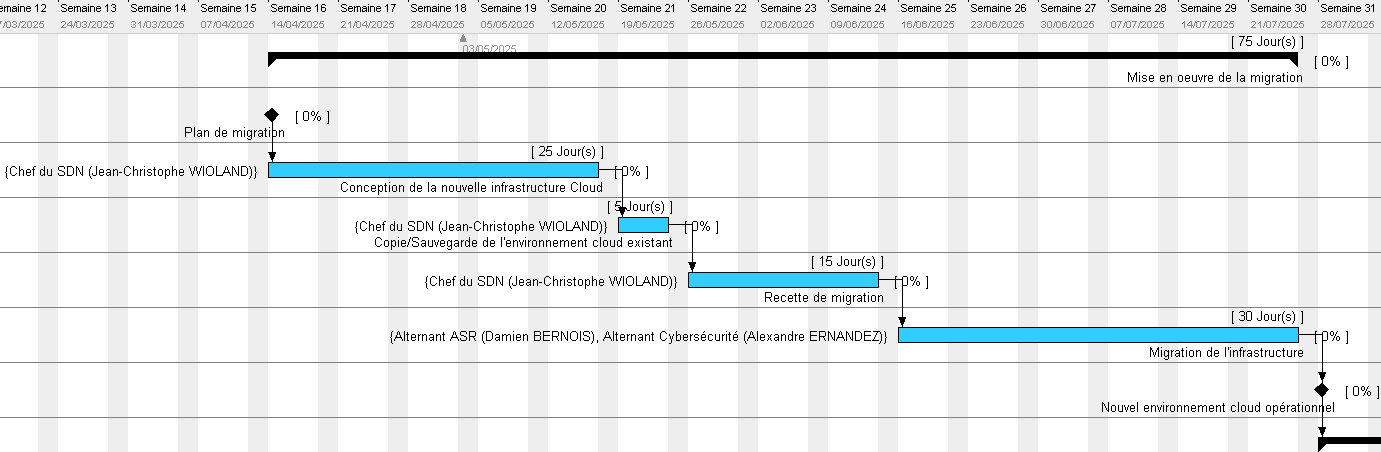 emaine 12 Semaine 13 Semaine 14 Semaine 15 Semaine 16 Semaine 17 Semaine 18 Semaine 19 Semaine 20 Semaine 21 Semaine 22 Semaine 23 Semaine 24 Semaine 25 Semaine 26 Semaine 27 Semaine 28 Semaine 29 Semaine 30 Semaine 31
/03/2025 24/03/2025 31/03/2025 07/04/2025 14/04/2025 21/04/2025 28/04/2025 05/05/2025 12/05/2025 19/05/2025 26/05/2025 02/06/2025 09/06/2025 16/06/2025 23/06/2025 30/06/2025 07/07/2025 14/07/2025 21/07/2025 28/07/2025
[ 75 Jour(s) ]
03/05/2025
[ 0% ]
Mise en oeuvre de la migration
[ 0% ]
Plan de migration
[ 25 Jour(s) ]
{Chef du SDN (Jean-Christophe WIOLAND)} [ 0% ]
Conception de la nouvelle infrastructure Cloud
[ 5 Jour(s) ]
{Chef du SDN (Jean-Christophe WIOLAND)} [ 0% ]
Copie/Sauvegarde de l'environnement cloud existant
[ 15 Jour(s) ]
{Chef du SDN (Jean-Christophe WIOLAND)} [ 0% ]
Recette de migration
[ 30 Jour(s) ]
{Alternant ASR (Damien BERNOIS), Alternant Cybersécurité (Alexandre ERNANDEZ)} [ 0% ]
Migration de l'infrastructure
[ 0% ]
Nouvel environnement cloud opérationnel